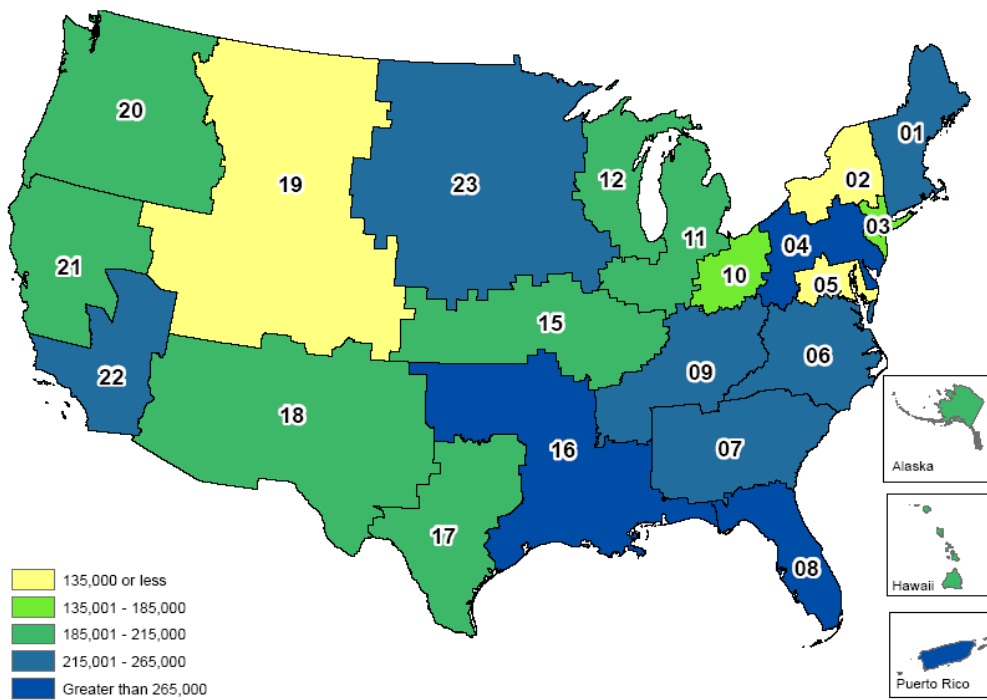 01
20
02
12
23
19
03
11
04
21
10
05
15
06
09
22
18
07
16
Alaska
17
08
135,000 or less
Hawaii
135,001 - 185,000
185,001 - 215,000
215,001 - 265,000
Greater than 265,000
Puerto Rico